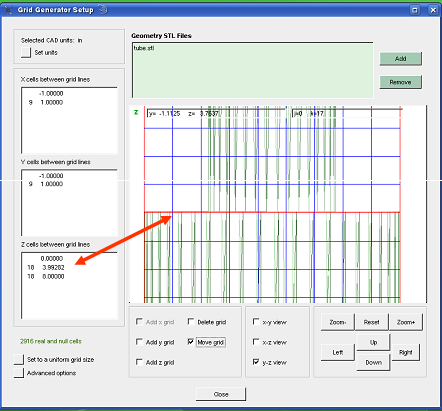 Grid Generator Setup
Selected CAD units: in
Set units
Geometry STL Files
tube.stl
Add
Remove
X cells between grid lines
-1.00000
9 1.00000
Y cells between grid lines
-1.00000
9 1.00000
Z cells between grid lines
0.00000
18 3.99282
18 8.00000
z
y= -1.1125 z= 3.7637
j=0 k=17
2916 real and null cells
Set to a uniform grid size
Advanced options
Add x grid
Delete grid
Add y grid
Move grid
Add z grid
x-y view
x-z view
y-z view
Zoom-
Reset
Zoom+
Left
Up
Right
Down
Close